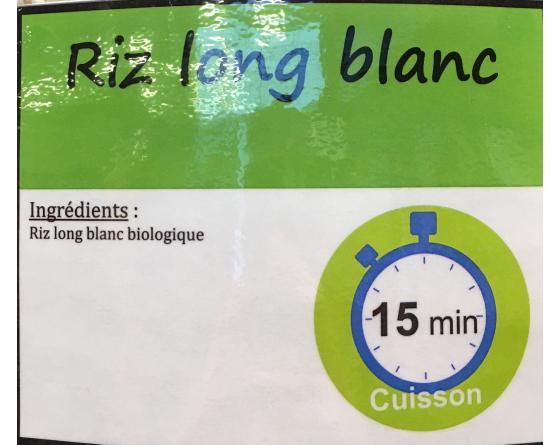 Riz long blanc
Ingrédients :
Riz long blanc biologique
15 min
Cuisson